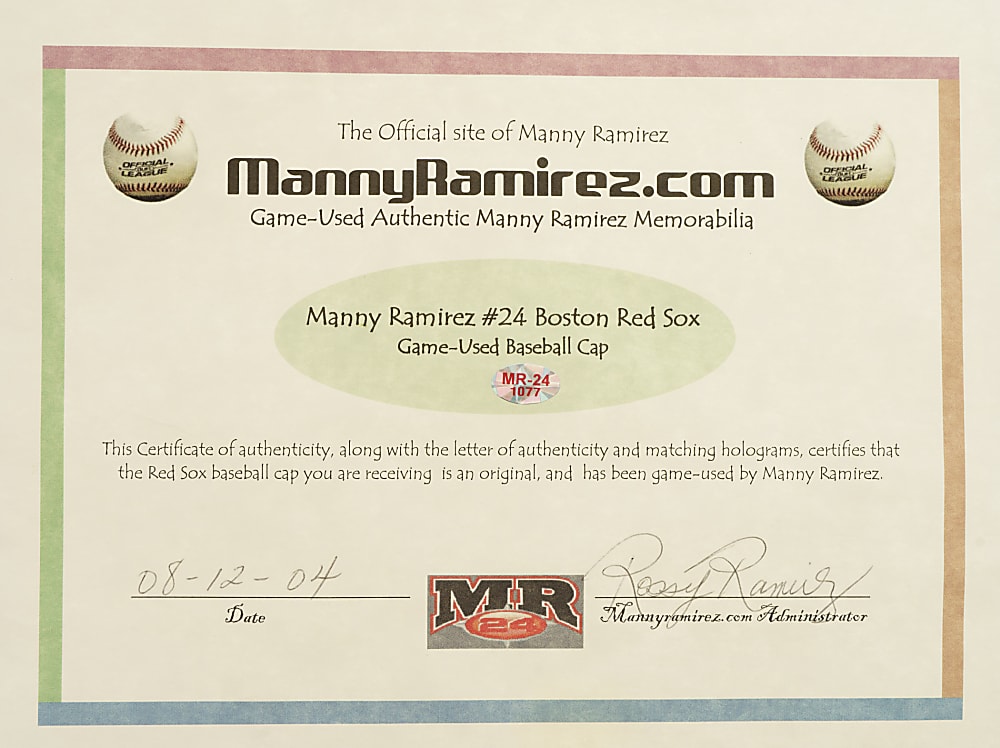 The Official site of Manny Ramirez
MannyRamirez.com
Game-Used Authentic Manny Ramirez Memorabilia
OFFICIAL
LEAGUE
OFFICIAL
LEAGUE
Manny Ramirez #24 Boston Red Sox
Game-Used Baseball Cap
MR-24
1077
This Certificate of authenticity, along with the letter of authenticity and matching holograms, certifies that
the Red Sox baseball cap you are receiving is an original, and has been game-used by Manny Ramirez.
08-12-04
Date
MR
24
Rossy Ramirez
Mannyramirez.com Administrator